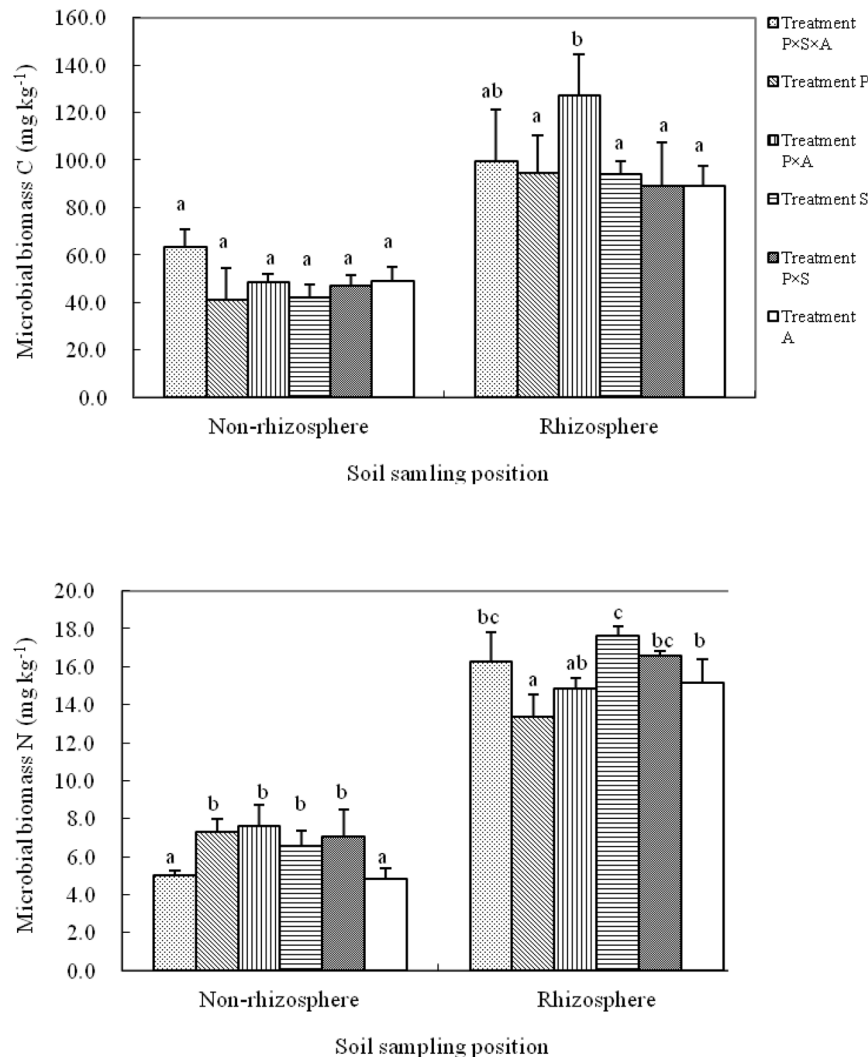 160.0
140.0
120.0
100.0
80.0
60.0
40.0
20.0
0.0
Microbial biomass C (mg kg-1)
a
a
a
a
a
a
ab
a
b
a
a
a
Non-rhizosphere
Rhizosphere
Soil samling position
Treatment
P×S×A
Treatment P
Treatment
P×A
Treatment S
Treatment
P×S
Treatment
A
20.0
18.0
16.0
14.0
12.0
10.0
8.0
6.0
4.0
2.0
0.0
Microbial biomass N (mg kg-1)
a
b
b
b
b
a
bc
a
ab
c
bc
b
Non-rhizosphere
Rhizosphere
Soil sampling position